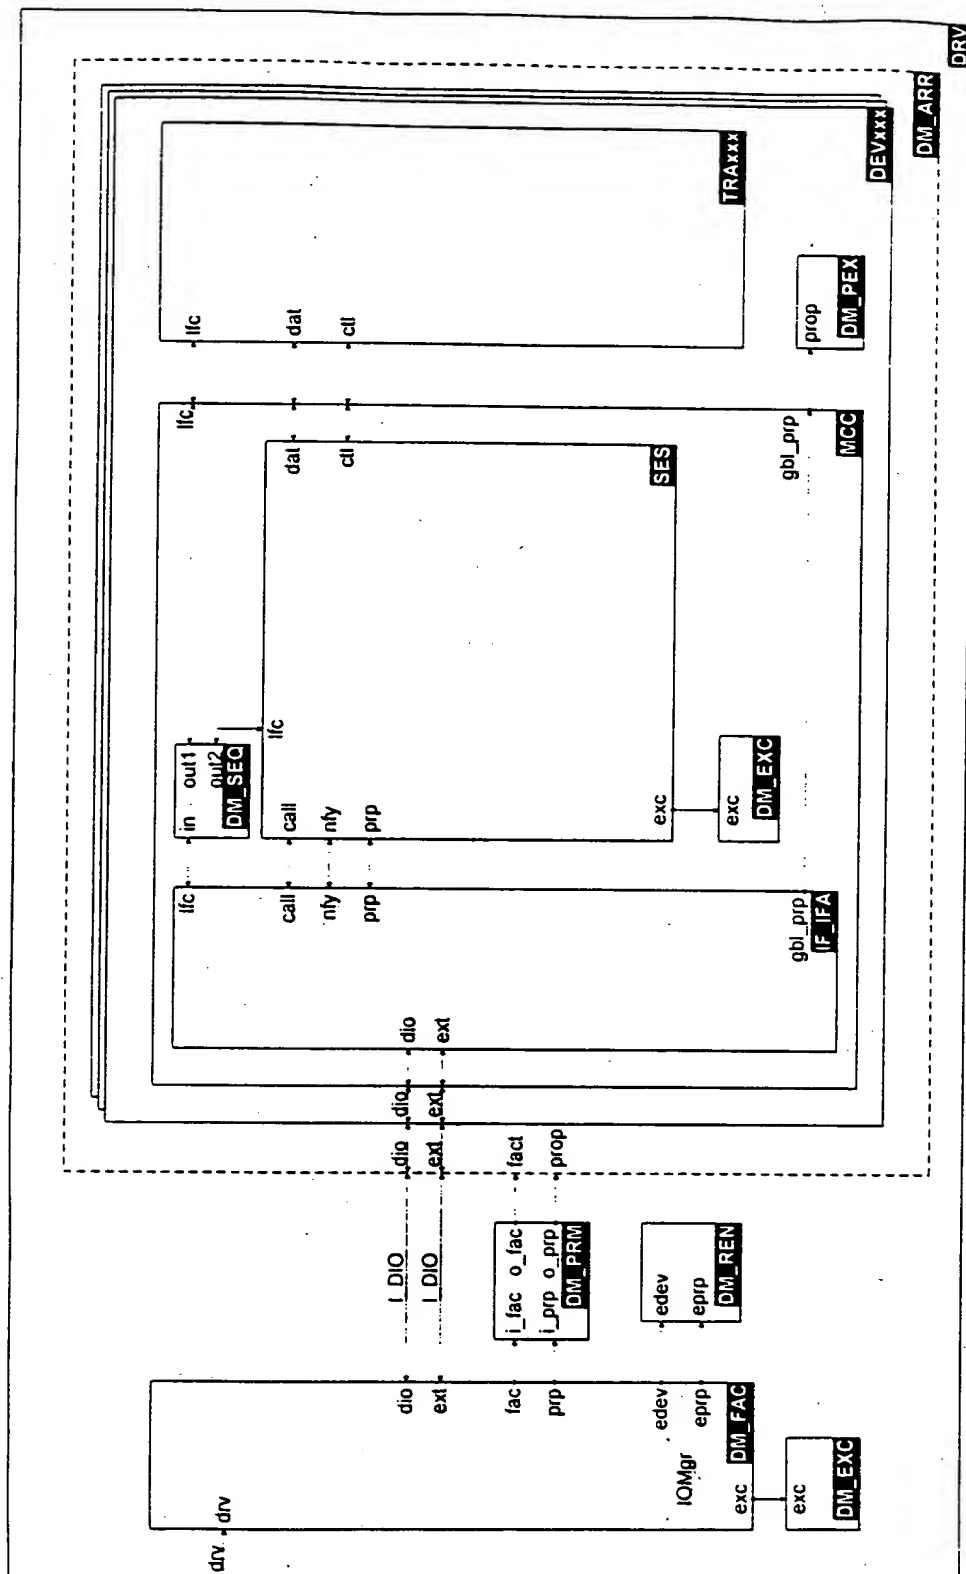 DRV
DM_ARR
DEVxxx
TRAxxx
lfc
dat
ctl
prop
DM_PEX
lfc
dat
ctl
gbl_prp
MCC
SES
in out1
out2
DM_SEQ
lfc
call
nfy
prp
exc
exc
DM_EXC
lfc
call
nfy
prp
gbl_prp
IF_IFA
dio
ext
dio
ext
dio
ext
fact
prop
I_DIO
I_DIO
i_fac o_fac
i_prp o_prp
DM_PRM
edev
eprp
DM_REN
dio
ext
fac
prp
edev
eprp
IOMgr
DM_FAC
drv
drv
exc
exc
DM_EXC